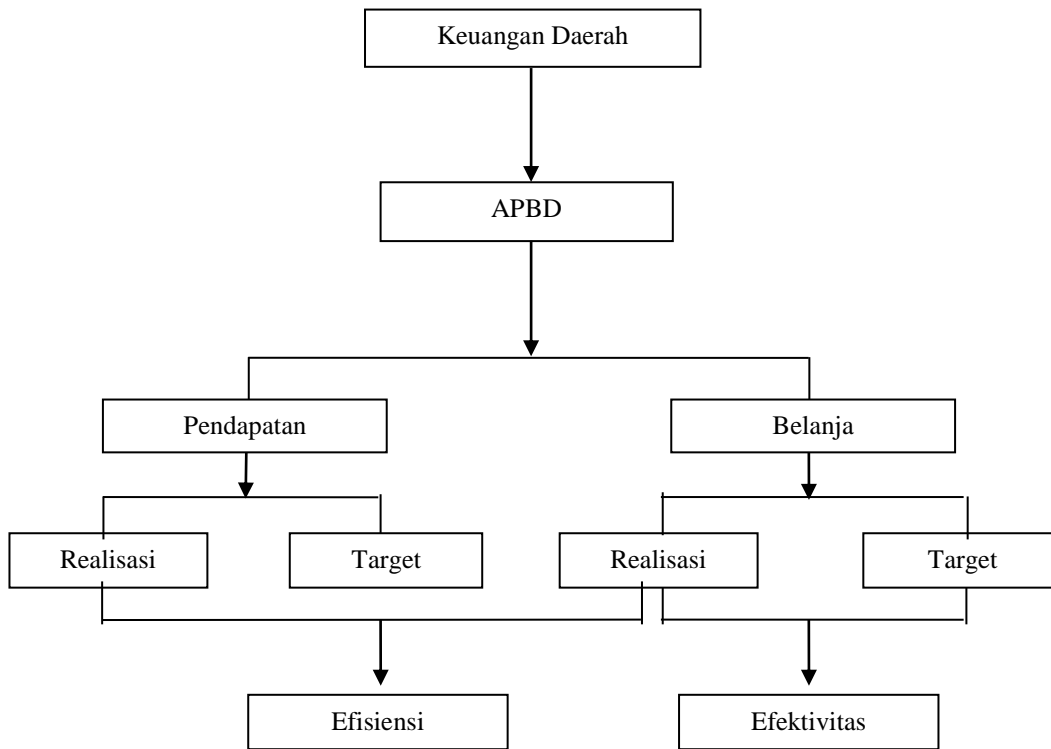 Keuangan Daerah
APBD
Pendapatan
Belanja
Realisasi
Target
Realisasi
Target
Efisiensi
Efektivitas